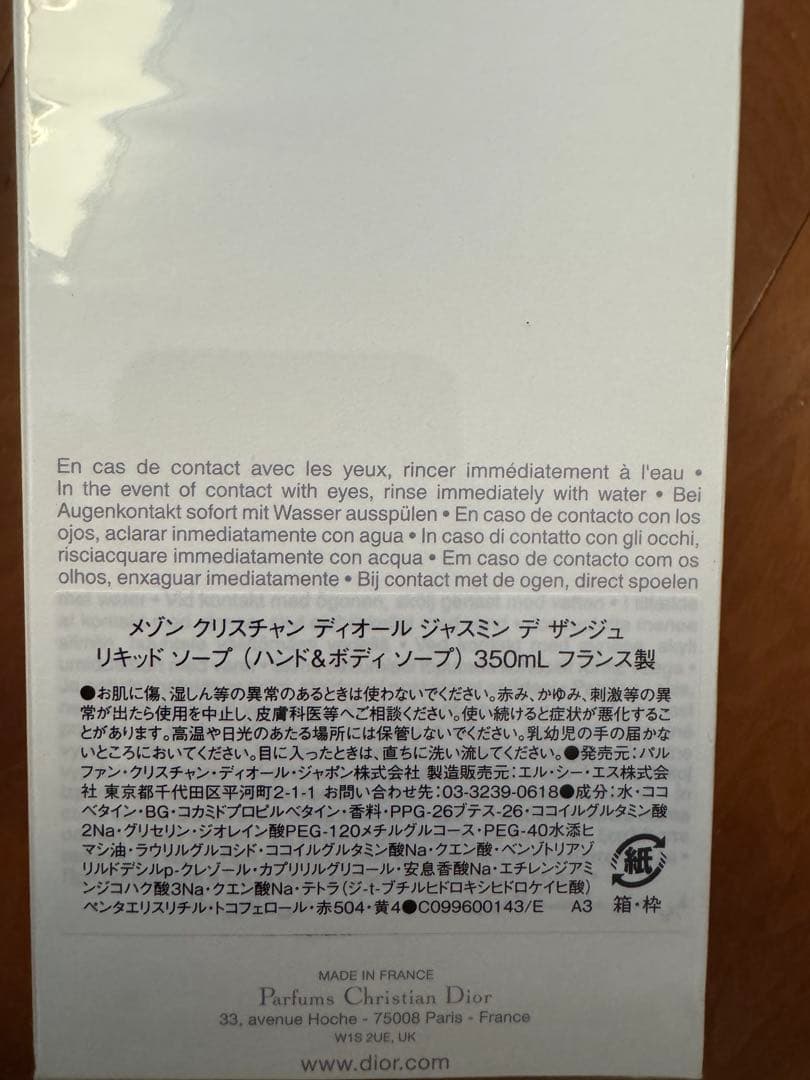 En cas de contact avec les yeux, rincer immédiatement à l'eau •
In the event of contact with eyes, rinse immediately with water • Bei
Augenkontakt sofort mit Wasser ausspülen • En caso de contacto con los
ojos, aclarar inmediatamente con agua • In caso di contatto con gli occhi,
risciacquare immediatamente con acqua • Em caso de contacto com os
olhos, enxaguar imediatamente • Bij contact met de ogen, direct spoelen
メゾン クリスチャン ディオール ジャスミン デ ザンジュ
リキッド ソープ (ハンド&ボディ ソープ) 350mL フランス製
●お肌に傷、湿しん等の異常のあるときは使わないでください。赤み、かゆみ、刺激等の異
常が出たら使用を中止し、皮膚科医等へご相談ください。使い続けると症状が悪化するこ
とがあります。高温や日光のあたる場所には保管しないでください。乳幼児の手の届かな
いところにおいてください。目に入ったときは、直ちに洗い流してください。●発売元:パル
ファン・クリスチャン・ディオール・ジャポン株式会社 製造販売元:エル・シー・エス株式会
社 東京都千代田区平河町2-1-1 お問い合わせ先:03-3239-0618●成分:水・ココ
ベタイン・BG・コカミドプロピルベタイン・香料・PPG-26ブテス-26・ココイルグルタミン酸
2Na・グリセリン・ジオレイン酸PEG-120メチルグルコース・PEG-40水添ヒ
マシ油・ラウリルグルコシド・ココイルグルタミン酸Na・クエン酸・ベンゾトリアゾ
リルドデシルp-クレゾール・カプリリルグリコール・安息香酸Na・エチレンジアミ
ンジコハク酸3Na・クエン酸Na・テトラ(ジ-t-ブチルヒドロキシヒドロケイヒ酸)
ペンタエリスリチル・トコフェロール・赤504・黄4●C099600143/E A3
紙
箱・枠
MADE IN FRANCE
Parfums Christian Dior
33, avenue Hoche - 75008 Paris - France
W1S 2UE, UK
www.dior.com